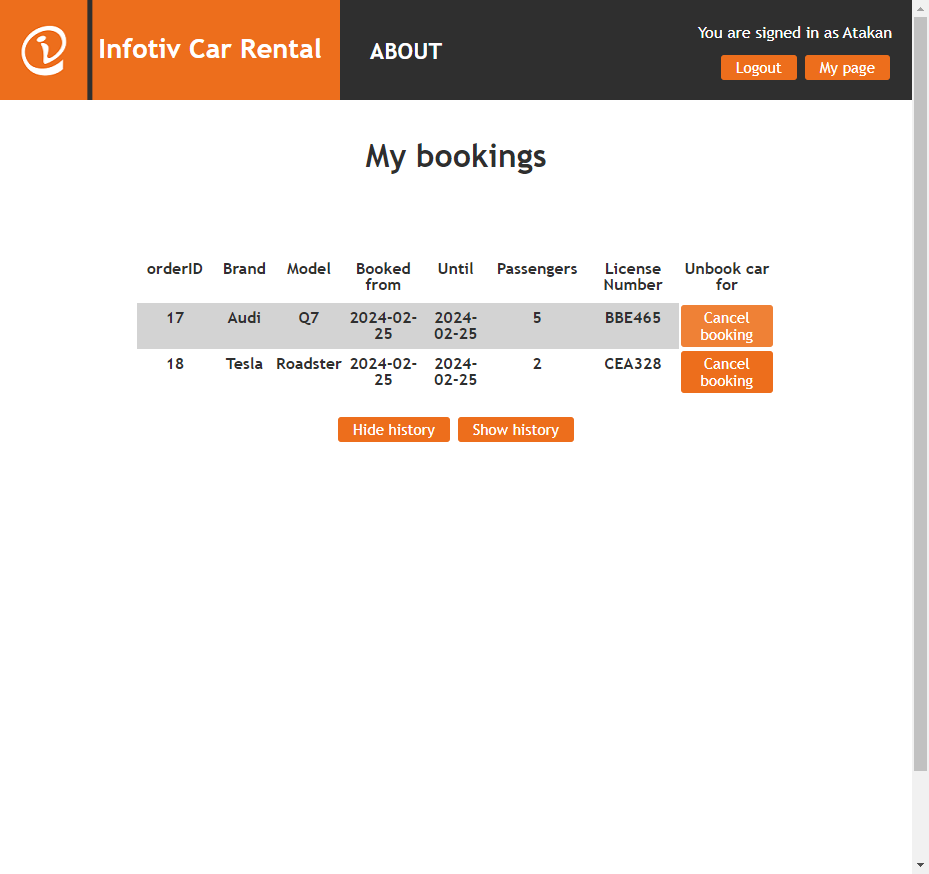 Infotiv Car Rental
ABOUT
You are signed in as Atakan
Logout My page
My bookings
orderID Brand Model Booked from Until Passengers License Number Unbook car for
17 Audi Q7 2024-02-25 2024-02-25 5 BBE465 Cancel booking
18 Tesla Roadster 2024-02-25 2024-02-25 2 CEA328 Cancel booking
Hide history Show history